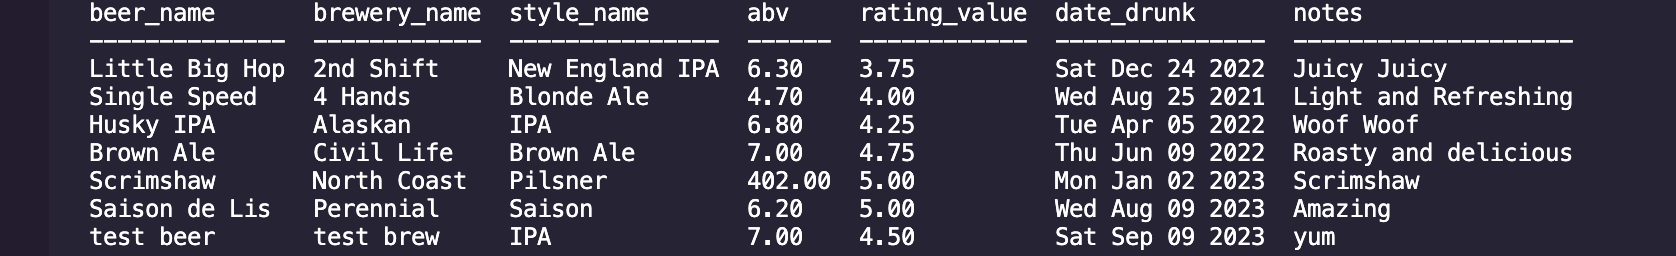 beer_name brewery_name style_name abv rating_value date_drunk notes
-------------- ------------ --------------- ------ ------------ --------------- --------------------
Little Big Hop 2nd Shift New England IPA 6.30 3.75 Sat Dec 24 2022 Juicy Juicy
Single Speed 4 Hands Blonde Ale 4.70 4.00 Wed Aug 25 2021 Light and Refreshing
Husky IPA Alaskan IPA 6.80 4.25 Tue Apr 05 2022 Woof Woof
Brown Ale Civil Life Brown Ale 7.00 4.75 Thu Jun 09 2022 Roasty and delicious
Scrimshaw North Coast Pilsner 402.00 5.00 Mon Jan 02 2023 Scrimshaw
Saison de Lis Perennial Saison 6.20 5.00 Wed Aug 09 2023 Amazing
test beer test brew IPA 7.00 4.50 Sat Sep 09 2023 yum